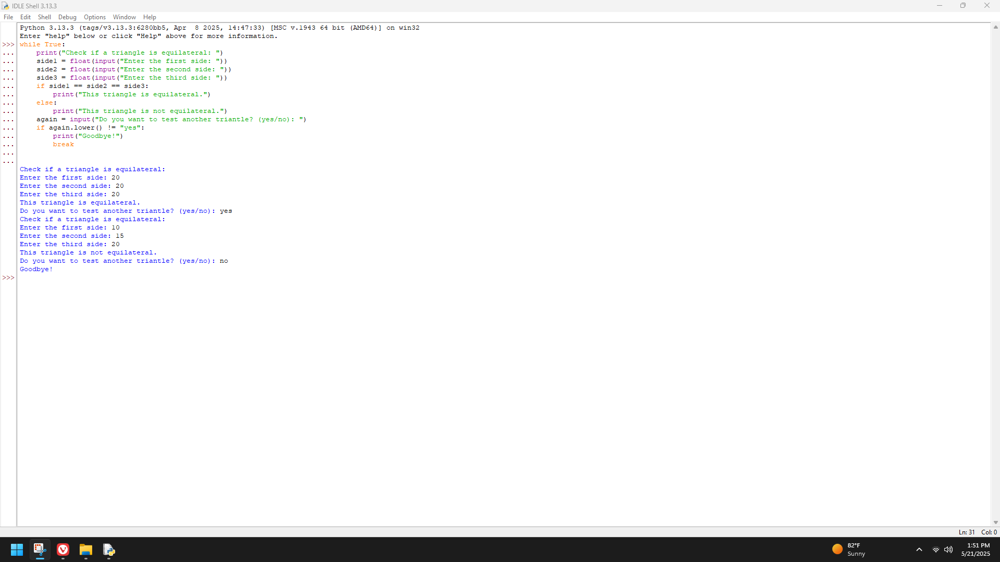 IDLE Shell 3.13.3
File Edit Shell Debug Options Window Help
Python 3.13.3 (tags/v3.13.3:6280bb5, Apr  8 2025, 14:47:33) [MSC v.1943 64 bit (AMD64)] on win32
Enter "help" below or click "Help" above for more information.
>>> while True:
...     print("Check if a triangle is equilateral: ")
...     side1 = float(input("Enter the first side: "))
...     side2 = float(input("Enter the second side: "))
...     side3 = float(input("Enter the third side: "))
...     if side1 == side2 == side3:
...         print("This triangle is equilateral.")
...     else:
...         print("This triangle is not equilateral.")
...     again = input("Do you want to test another triantle? (yes/no): ")
...     if again.lower() != "yes":
...         print("Goodbye!")
...         break
...
...
Check if a triangle is equilateral:
Enter the first side: 20
Enter the second side: 20
Enter the third side: 20
This triangle is equilateral.
Do you want to test another triantle? (yes/no): yes
Check if a triangle is equilateral:
Enter the first side: 10
Enter the second side: 15
Enter the third side: 20
This triangle is not equilateral.
Do you want to test another triantle? (yes/no): no
Goodbye!
>>>
Ln: 31 Col: 0
82°F
Sunny
1:51 PM
5/21/2025